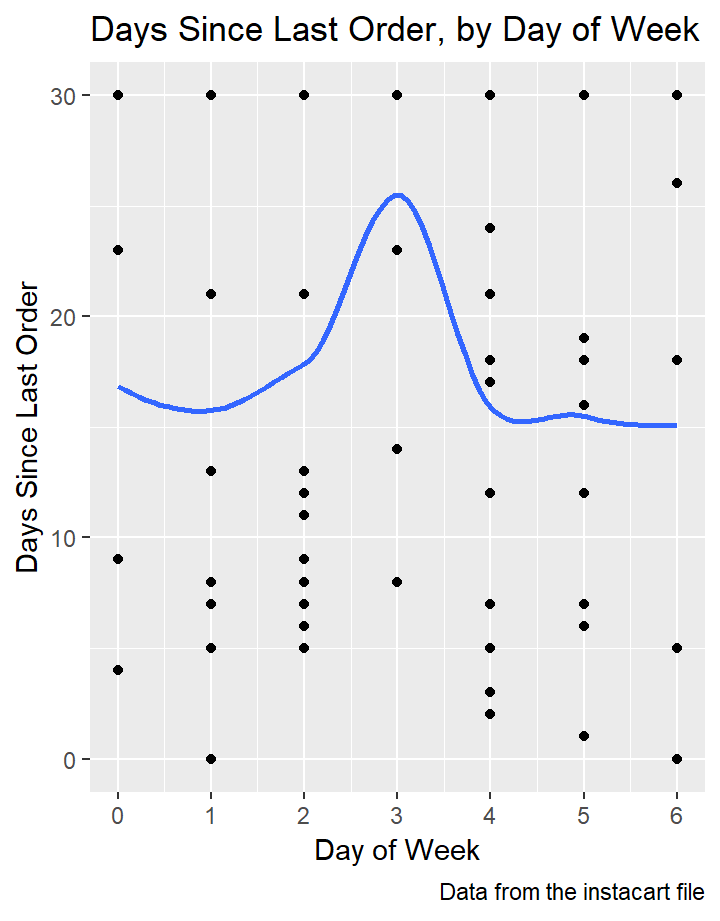 Days Since Last Order, by Day of Week
Days Since Last Order
30
20
10
0
0 1 2 3 4 5 6
Day of Week
Data from the instacart file